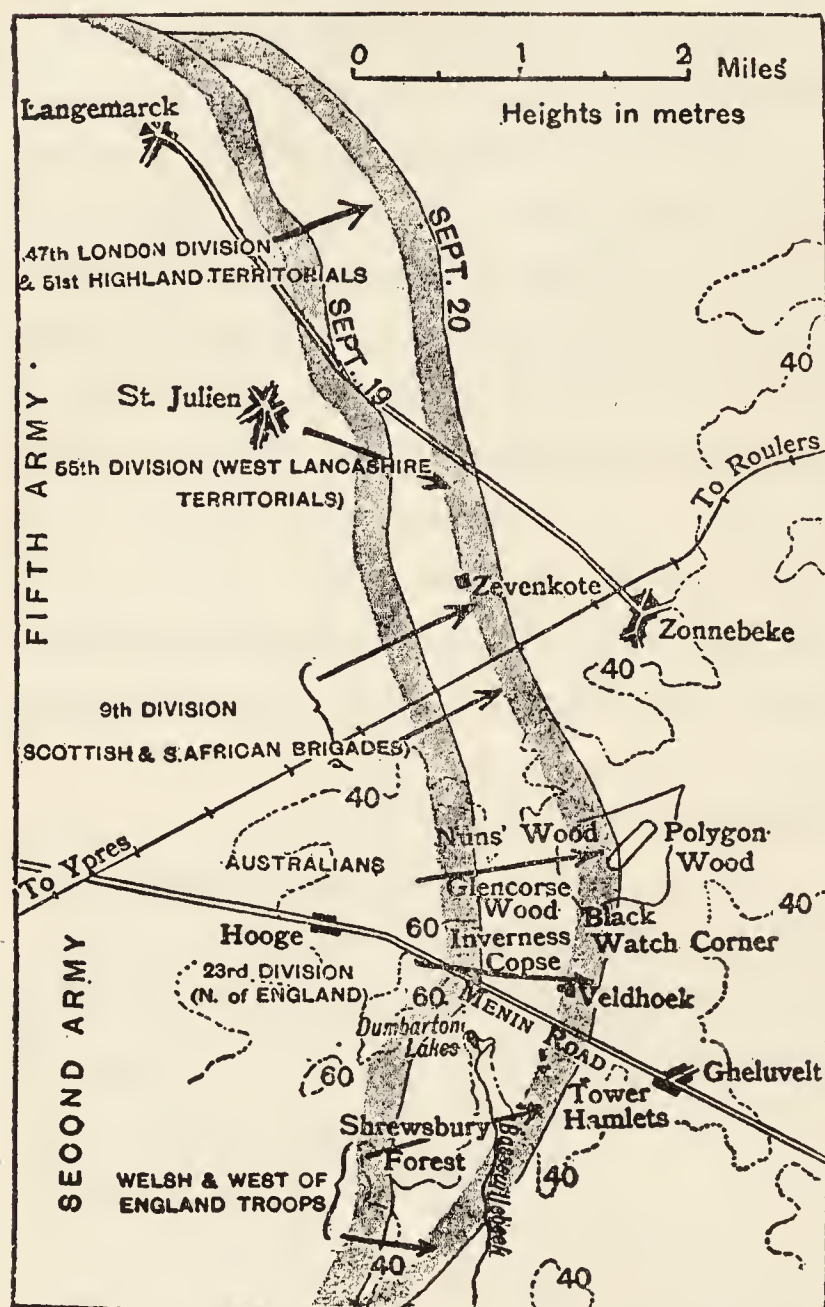 0 1 2 Miles
Heights in metres
Langemarck
SEPT. 20
47th LONDON DIVISION
& 51st HIGHLAND TERRITORIALS
SEPT. 19
40
St. Julien
To Roulers
55th DIVISION (WEST LANCASHIRE
TERRITORIALS)
FIFTH ARMY
Zevenkote
Zonnebeke
40
9th DIVISION
SCOTTISH & S. AFRICAN BRIGADES)
40
To Ypres
Nuns' Wood
Polygon
Wood
AUSTRALIANS
Glencorse
Wood
40
Black
Watch Corner
Hooge
60
Inverness
Copse
23rd DIVISION
(N. of ENGLAND)
60
Veldhoek
MENIN ROAD
Dumbarton
Lakes
60
Gheluvelt
Tower
Hamlets
SECOND ARMY
Shrewsbury
Forest
Bassevillebeek
40
WELSH & WEST OF
ENGLAND TROOPS
40
40